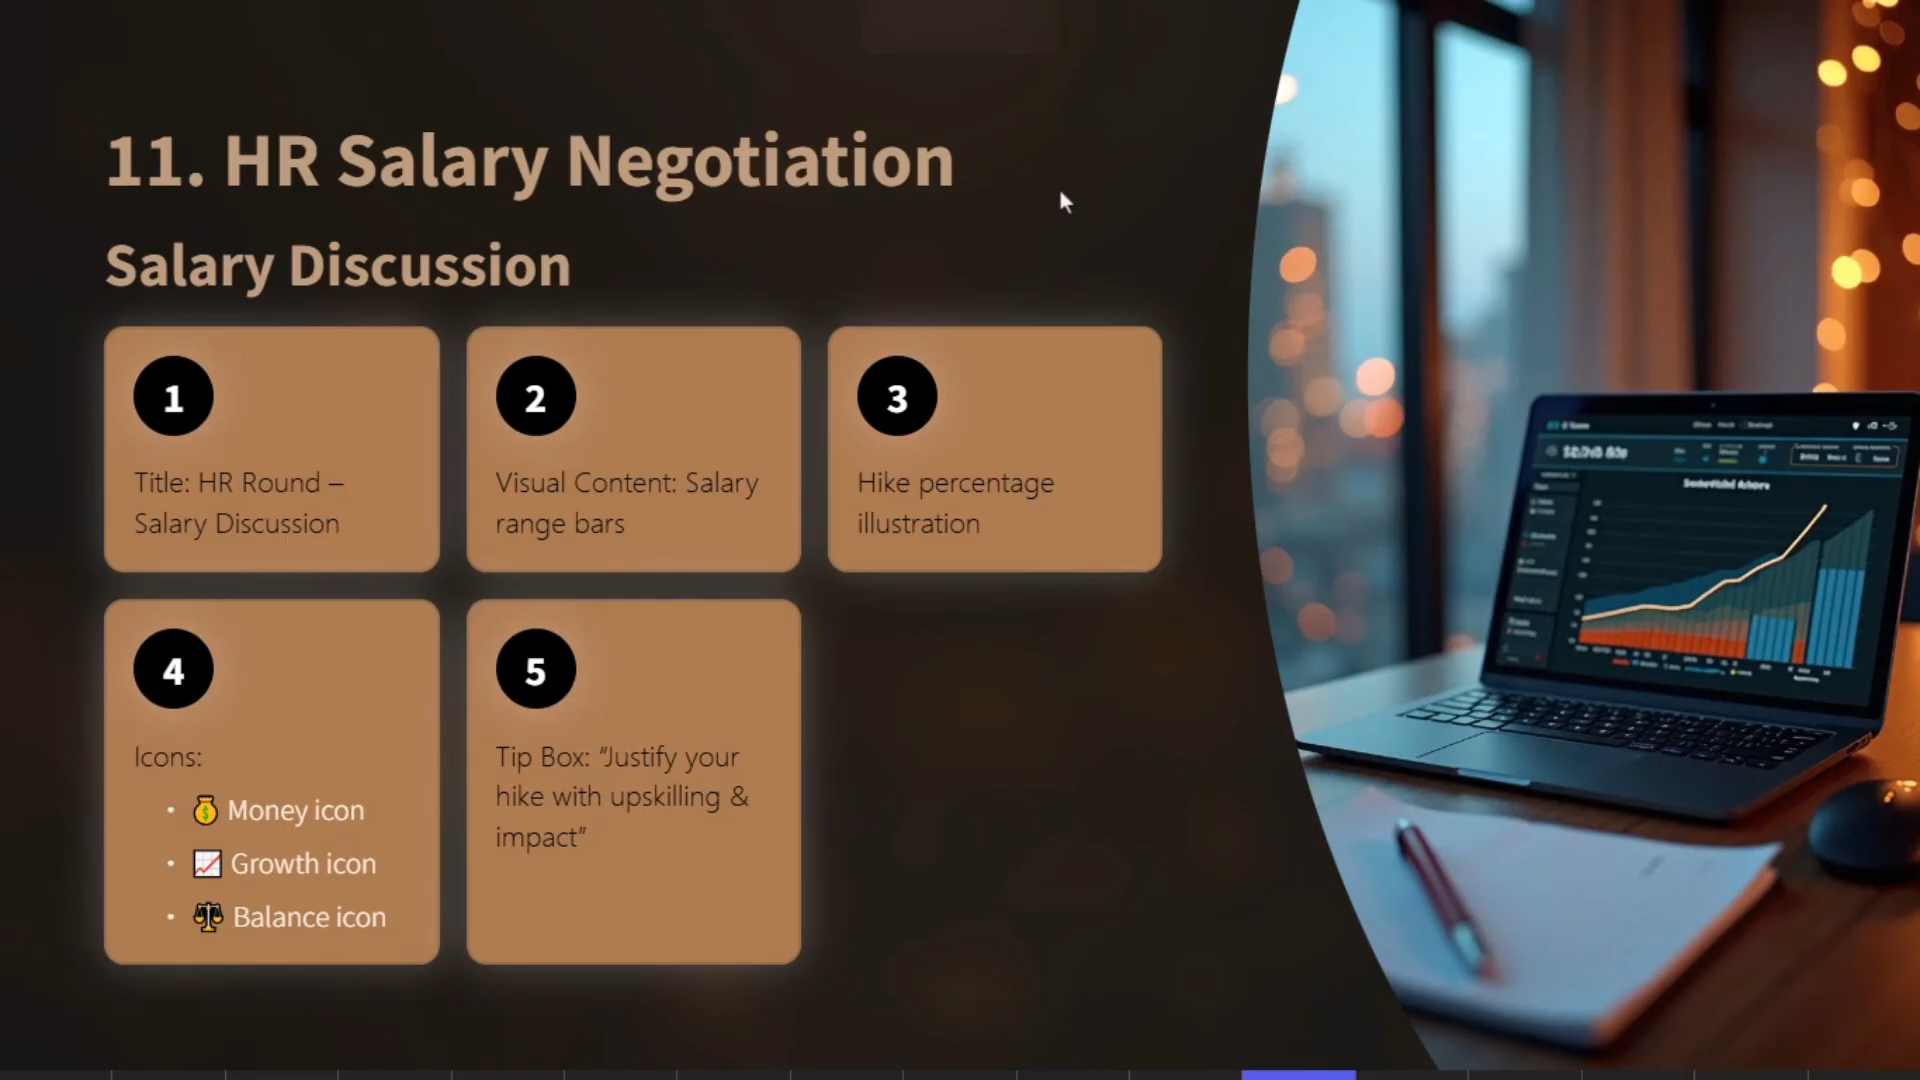 11. HR Salary Negotiation
Salary Discussion
1
Title: HR Round –
Salary Discussion
2
Visual Content: Salary
range bars
3
Hike percentage
illustration
4
Icons:
• Money icon
• Growth icon
• Balance icon
5
Tip Box: “Justify your
hike with upskilling &
impact”